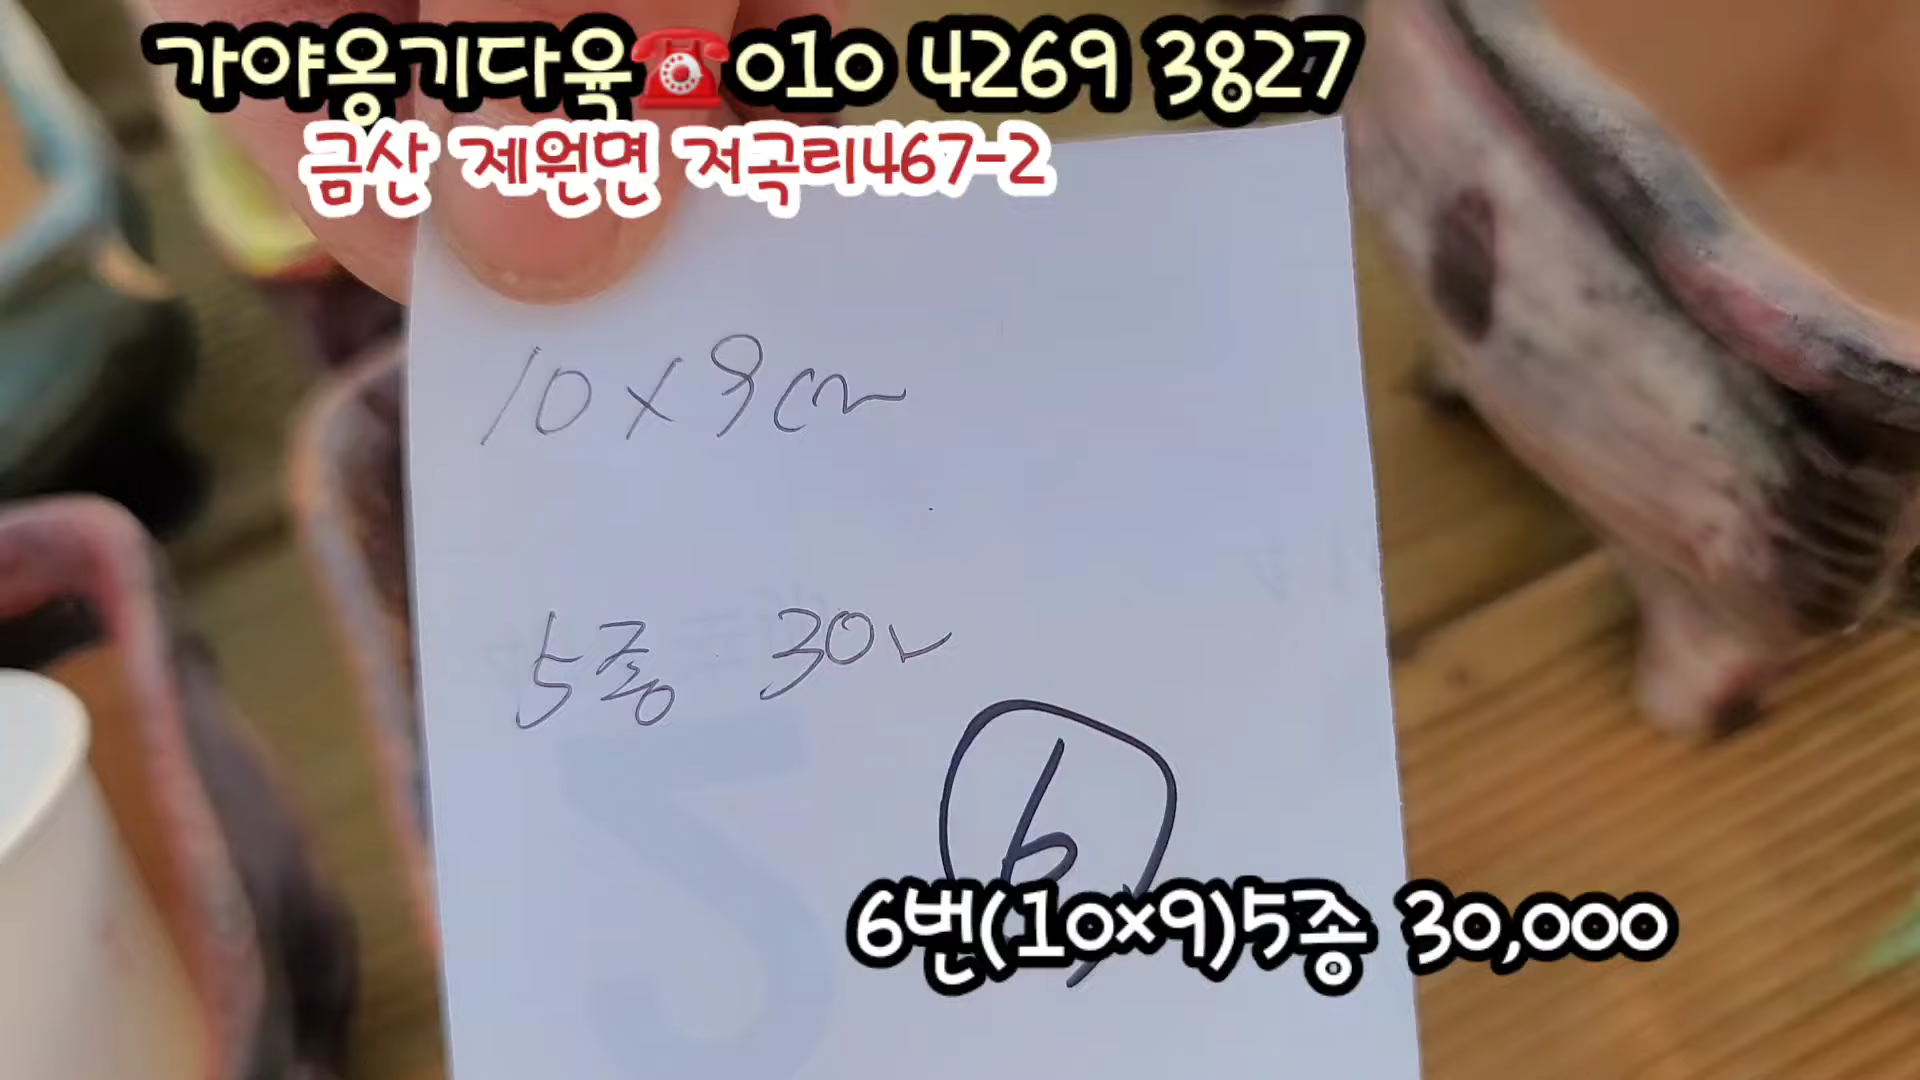 가야옹기다육☎010 4269 3827
금산 제원면 저곡리467-2
10×9cm
5종 30
6
6번(10×9)5종 30,000